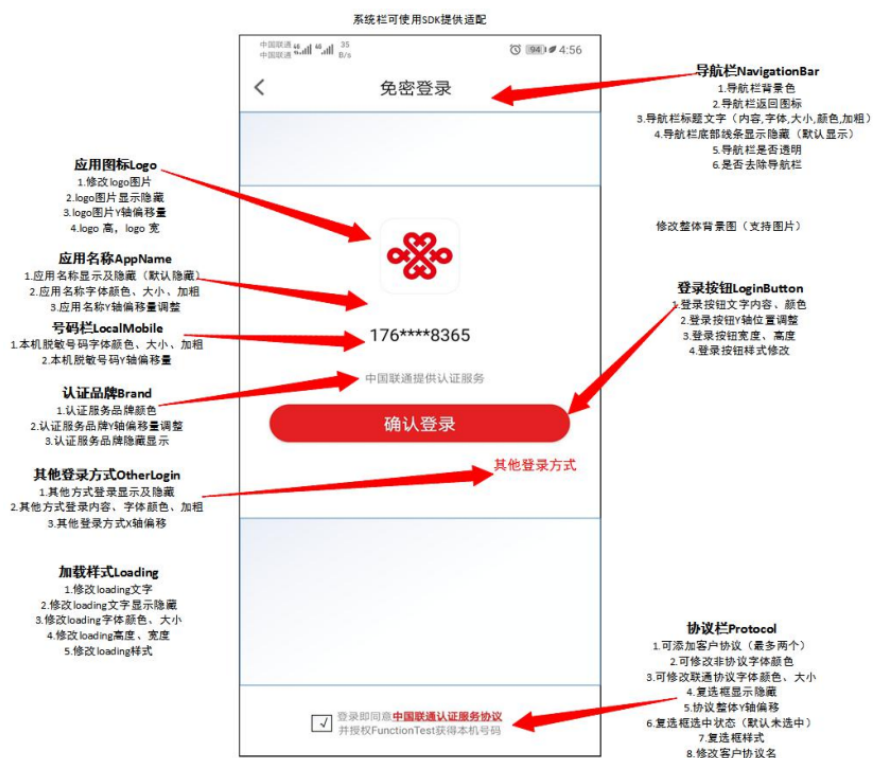 系统栏可使用SDK提供适配
中国联通 46 46 35
中国联通 B/s
94 4:56
免密登录
导航栏NavigationBar
1.导航栏背景色
2.导航栏返回图标
3.导航栏标题文字（内容,字体,大小,颜色,加粗）
4.导航栏底部线条显示隐藏（默认显示）
5.导航栏是否透明
6.是否去除导航栏
应用图标Logo
1.修改logo图片
2.logo图片显示隐藏
3.logo图片Y轴偏移量
4.logo 高，logo 宽
修改整体背景图（支持图片）
应用名称AppName
1.应用名称显示及隐藏（默认隐藏）
2.应用名称字体颜色、大小、加粗
3.应用名称Y轴偏移量调整
登录按钮LoginButton
1.登录按钮文字内容、颜色
2.登录按钮Y轴位置调整
3.登录按钮宽度、高度
4.登录按钮样式修改
号码栏LocalMobile
1.本机脱敏号码字体颜色、大小、加粗
2.本机脱敏号码Y轴偏移量
176****8365
中国联通提供认证服务
认证品牌Brand
1.认证服务品牌颜色
2.认证服务品牌Y轴偏移量调整
3.认证服务品牌隐藏显示
确认登录
其他登录方式
其他登录方式OtherLogin
1.其他方式登录显示及隐藏
2.其他方式登录内容、字体颜色、加粗
3.其他登录方式X轴偏移
加载样式Loading
1.修改loading文字
2.修改loading文字显示隐藏
3.修改loading字体颜色、大小
4.修改loading高度、宽度
5.修改loading样式
协议栏Protocol
1.可添加客户协议（最多两个）
2.可修改非协议字体颜色
3.可修改联通协议字体颜色、大小
4.复选框显示隐藏
5.协议整体Y轴偏移
6.复选框选中状态（默认未选中）
7.复选框样式
8.修改客户协议名
登录即同意中国联通认证服务协议
并授权FunctionTest获得本机号码